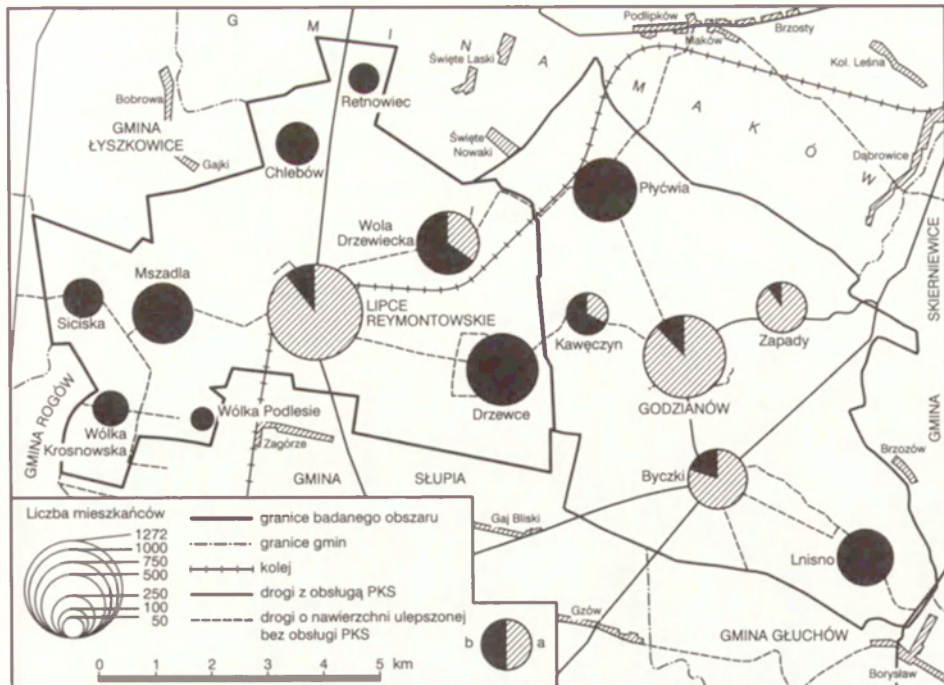 G
M
I
N
A
M
A
K
Ó
W
Podlipków
Brzosty
Maków
Kol. Leśna
Święte Laski
Retnowiec
Bobrowa
GMINA
ŁYSZKOWICE
Gajki
Chlebów
Święte
Nowaki
Dąbrowice
Płyćwia
Wola
Drzewiecka
SKIERNIEWICE
GMINA
Mszadla
Siciska
LIPCE
REYMONTOWSKIE
Kawęczyn
Zapady
GODZIANÓW
Drzewce
GMINA ROGÓW
Wólka
Krosnowska
Wólka Podlesie
Zagórze
GMINA SŁUPIA
Byczki
Brzozów
Gaj Bliski
Lnisno
Gzów
GMINA GŁUCHÓW
Borysław
Liczba mieszkańców
1272
1000
750
500
250
100
50
granice badanego obszaru
granice gmin
kolej
drogi z obsługą PKS
drogi o nawierzchni ulepszonej
bez obsługi PKS
b a
0 1 2 3 4 5 km